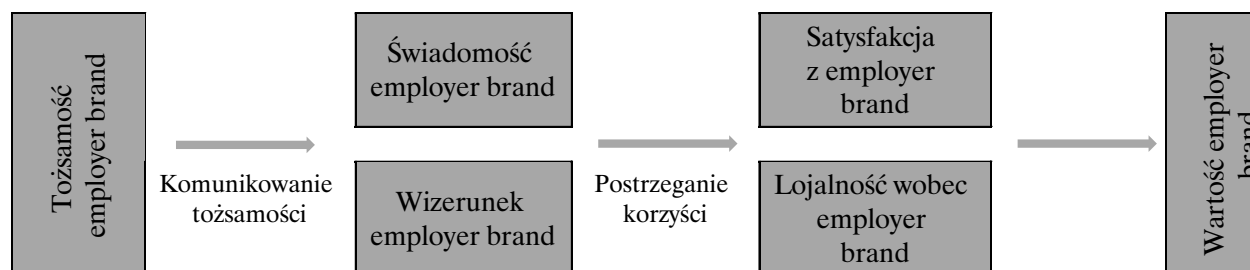 Tożsamość
employer brand
Komunikowanie
tożsamości
Świadomość
employer brand
Wizerunek
employer brand
Postrzeganie
korzyści
Satysfakcja
z employer
brand
Lojalność wobec
employer
brand
Wartość employer
brand